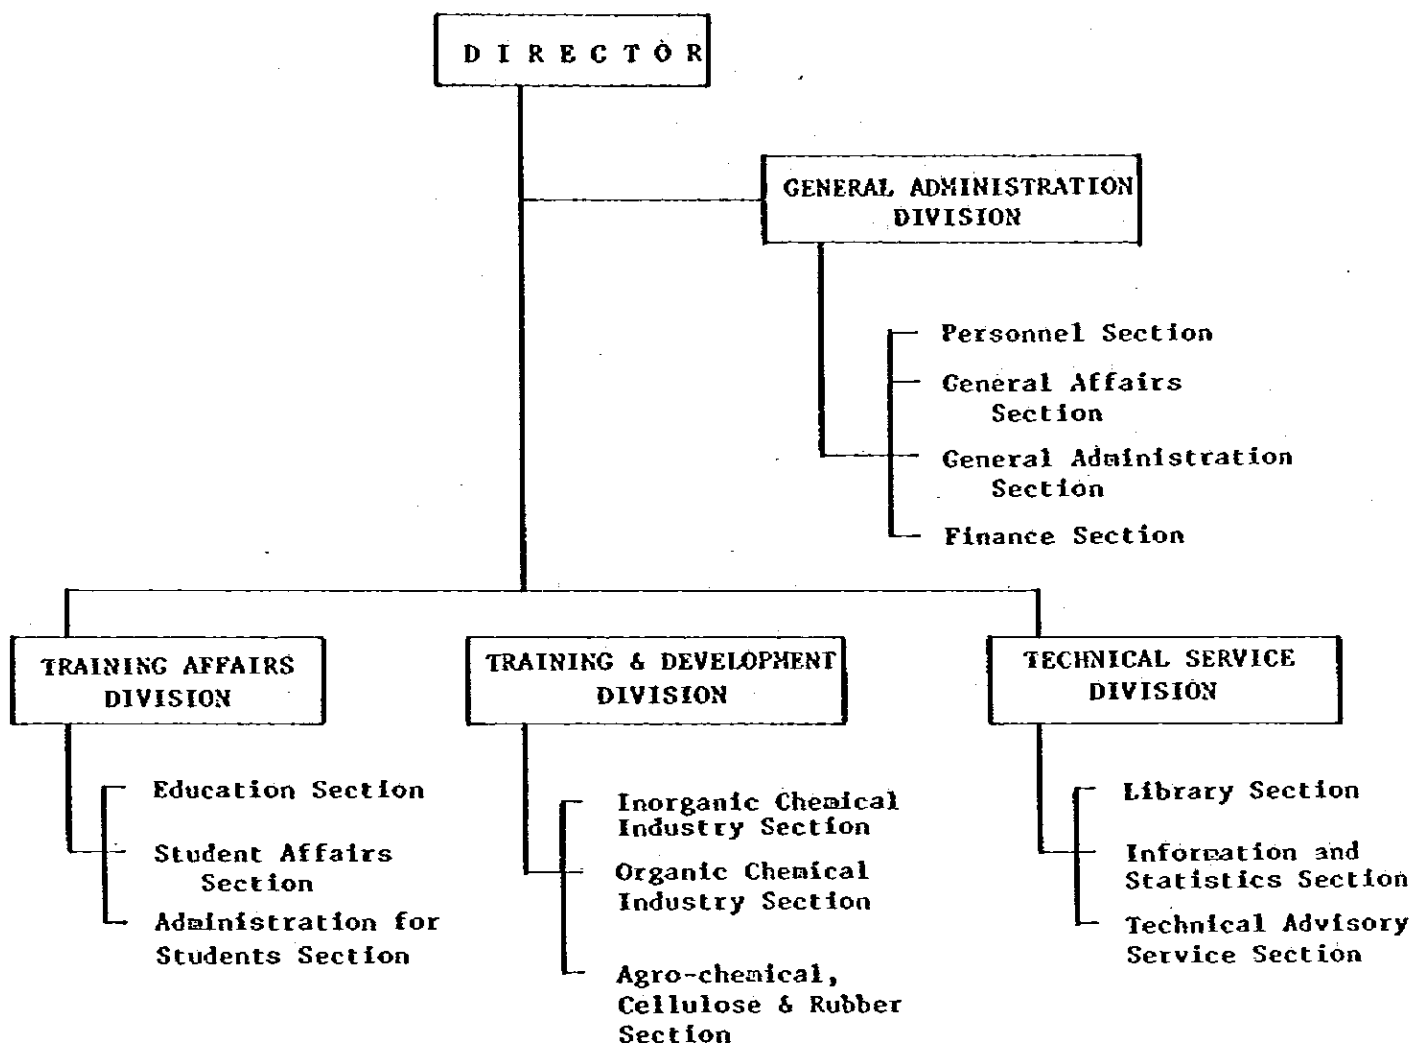 DIRECTOR
GENERAL ADMINISTRATION
DIVISION
Personnel Section
General Affairs
Section
General Administration
Section
Finance Section
TRAINING AFFAIRS
DIVISION
Education Section
Student Affairs
Section
Administration for
Students Section
TRAINING & DEVELOPMENT
DIVISION
Inorganic Chemical
Industry Section
Organic Chemical
Industry Section
Agro-chemical,
Cellulose & Rubber
Section
TECHNICAL SERVICE
DIVISION
Library Section
Information and
Statistics Section
Technical Advisory
Service Section